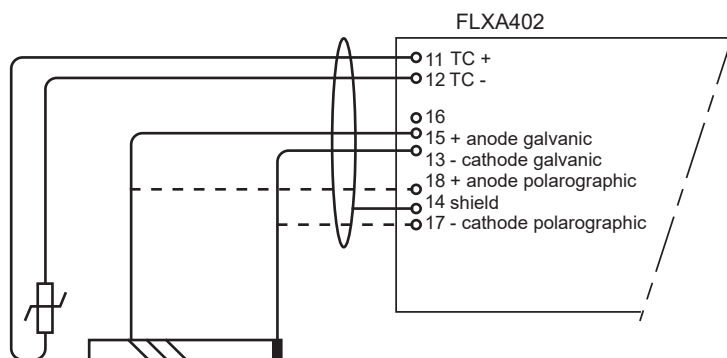 FLXA402
11 TC +
12 TC -
16
15 + anode galvanic
13 - cathode galvanic
18 + anode polarographic
14 shield
17 - cathode polarographic